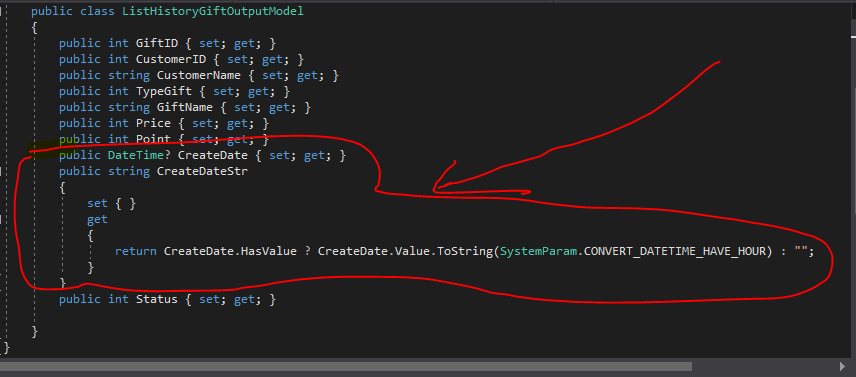 public class ListHistoryGiftOutputModel
{
public int GiftID { set; get; }
public int CustomerID { set; get; }
public string CustomerName { set; get; }
public int TypeGift { set; get; }
public string GiftName { set; get; }
public int Price { set; get; }
public int Point { set; get; }
public DateTime? CreateDate { set; get; }
public string CreateDateStr
{
set { }
get
{
return CreateDate.HasValue ? CreateDate.Value.ToString(SystemParam.CONVERT_DATETIME_HAVE_HOUR) : "";
}
}
public int Status { set; get; }
}
}